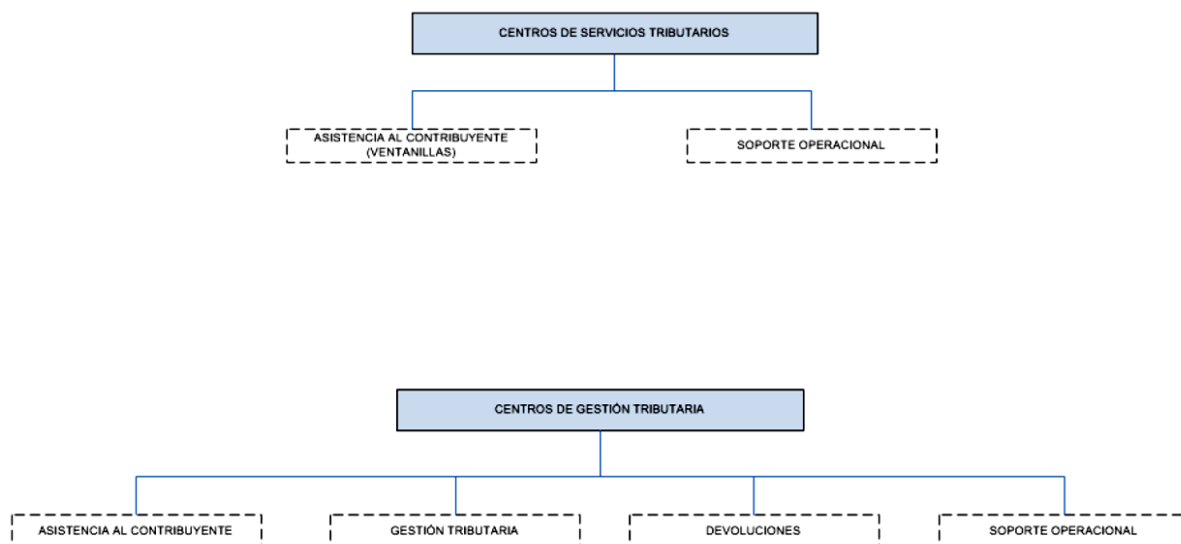 CENTROS DE SERVICIOS TRIBUTARIOS
ASISTENCIA AL CONTRIBUYENTE
(VENTANILLAS)
SOPORTE OPERACIONAL
CENTROS DE GESTIÓN TRIBUTARIA
ASISTENCIA AL CONTRIBUYENTE
GESTIÓN TRIBUTARIA
DEVOLUCIONES
SOPORTE OPERACIONAL